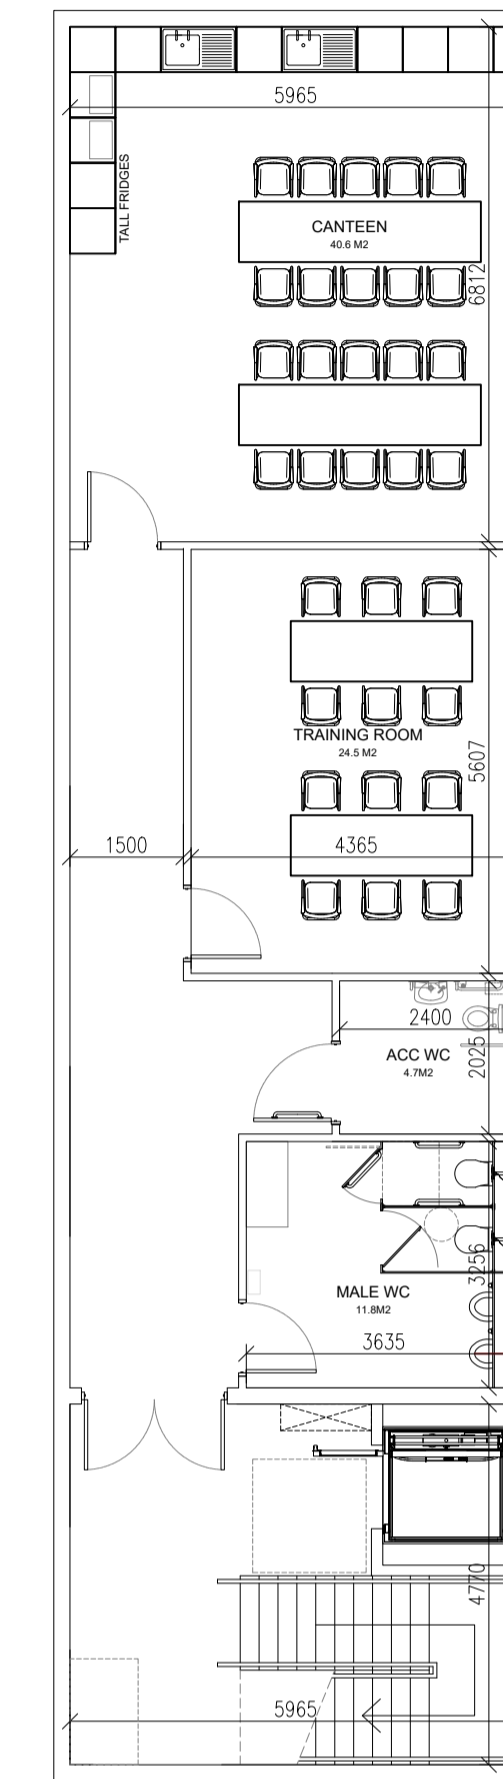 5965
TALL FRIDGES
CANTEEN
40.6 M2
6812
TRAINING ROOM
24.5 M2
5607
1500
4365
2400
ACC WC
4.7M2
2025
3256
MALE WC
11.8M2
3635
4770
5965